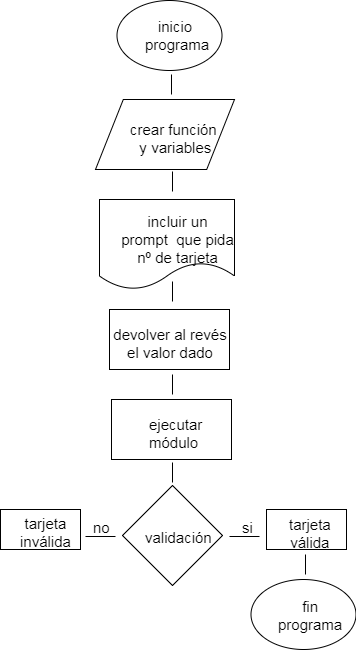 inicio
programa
crear función
y variables
incluir un
prompt que pida
nº de tarjeta
devolver al revés
el valor dado
ejecutar
módulo
tarjeta
inválida
no
validación
si
tarjeta
válida
fin
programa